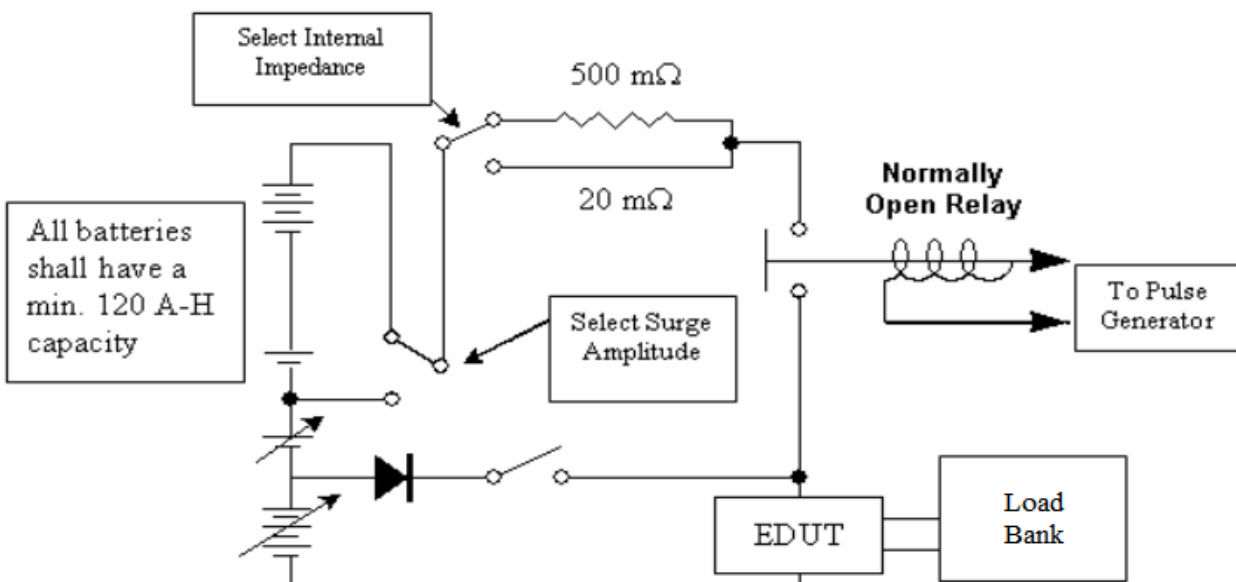 Select Internal
Impedance
500 mΩ
20 mΩ
Normally
Open Relay
All batteries
shall have a
min. 120 A-H
capacity
Select Surge
Amplitude
To Pulse
Generator
EDUT
Load
Bank